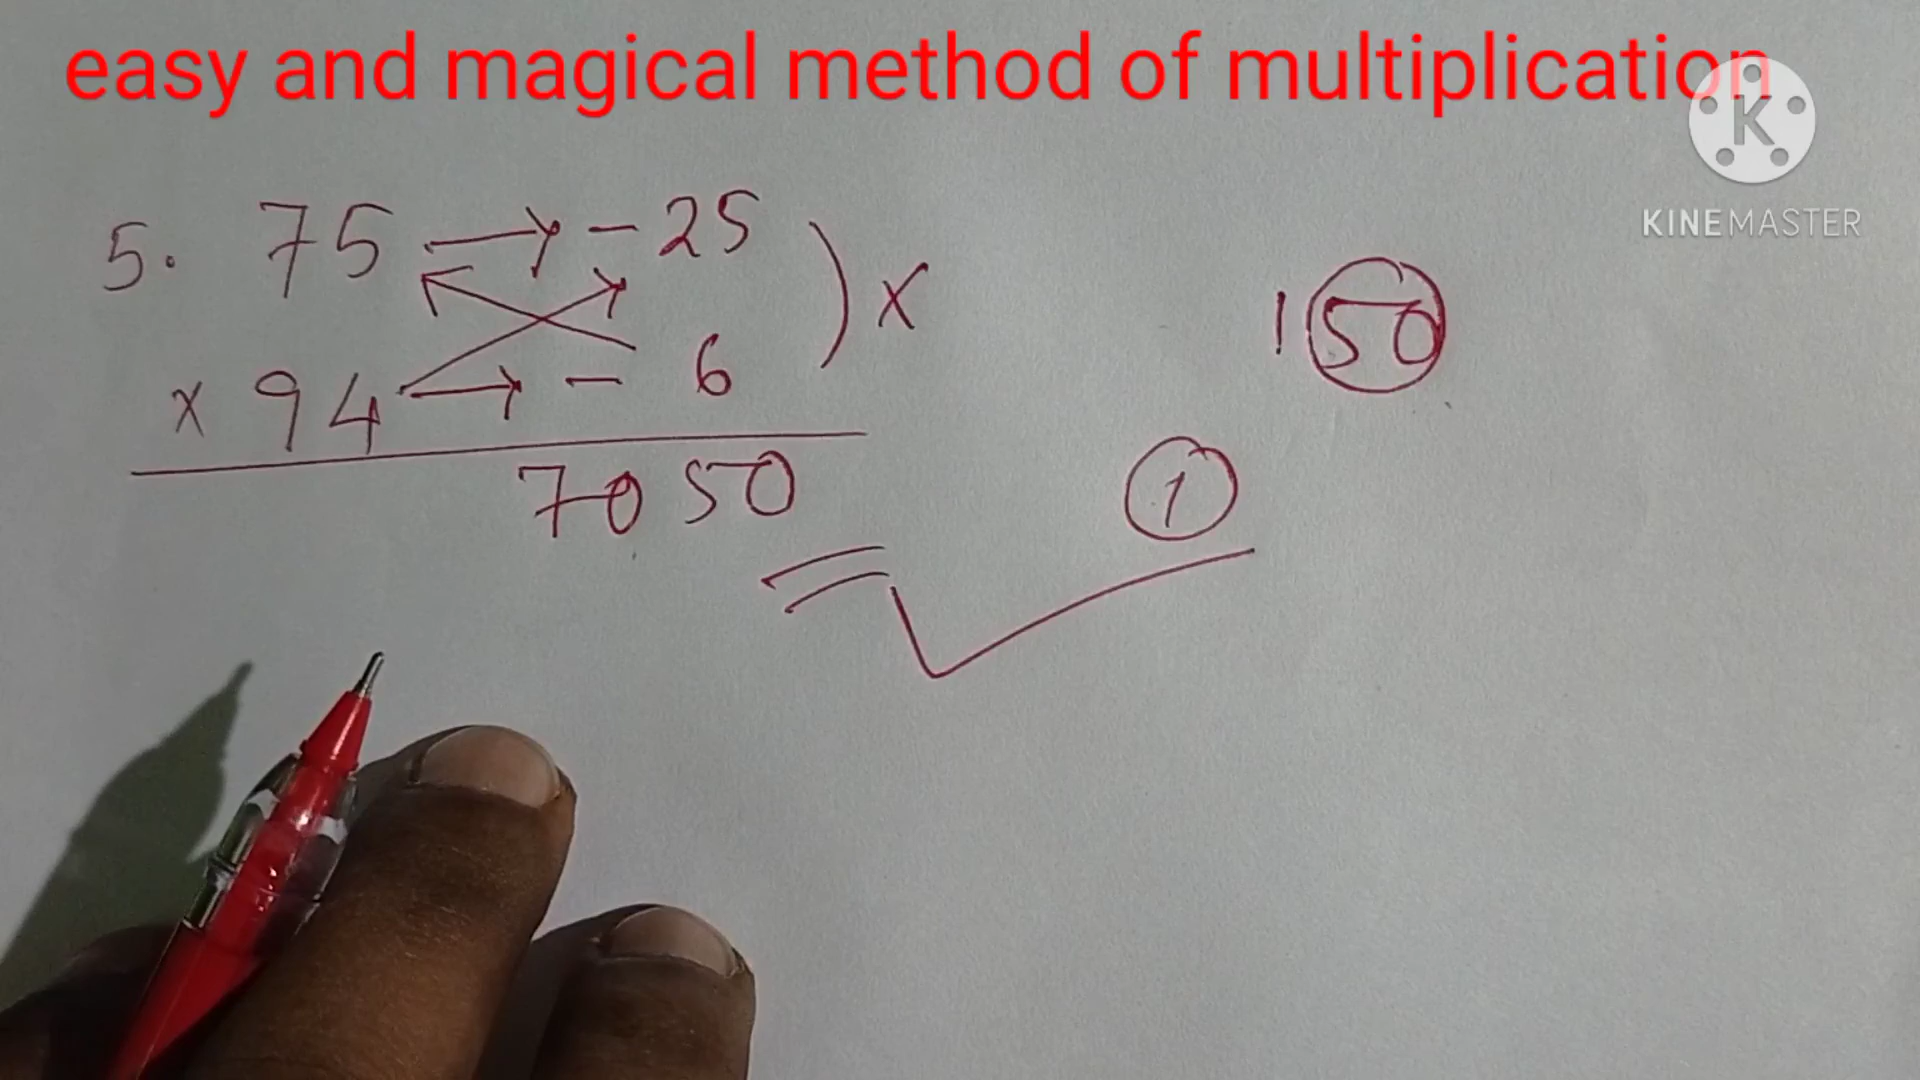 easy and magical method of multiplication
K
KINEMASTER
5. 75 → - 25
) x
150
x 94 → - 6
7050
1